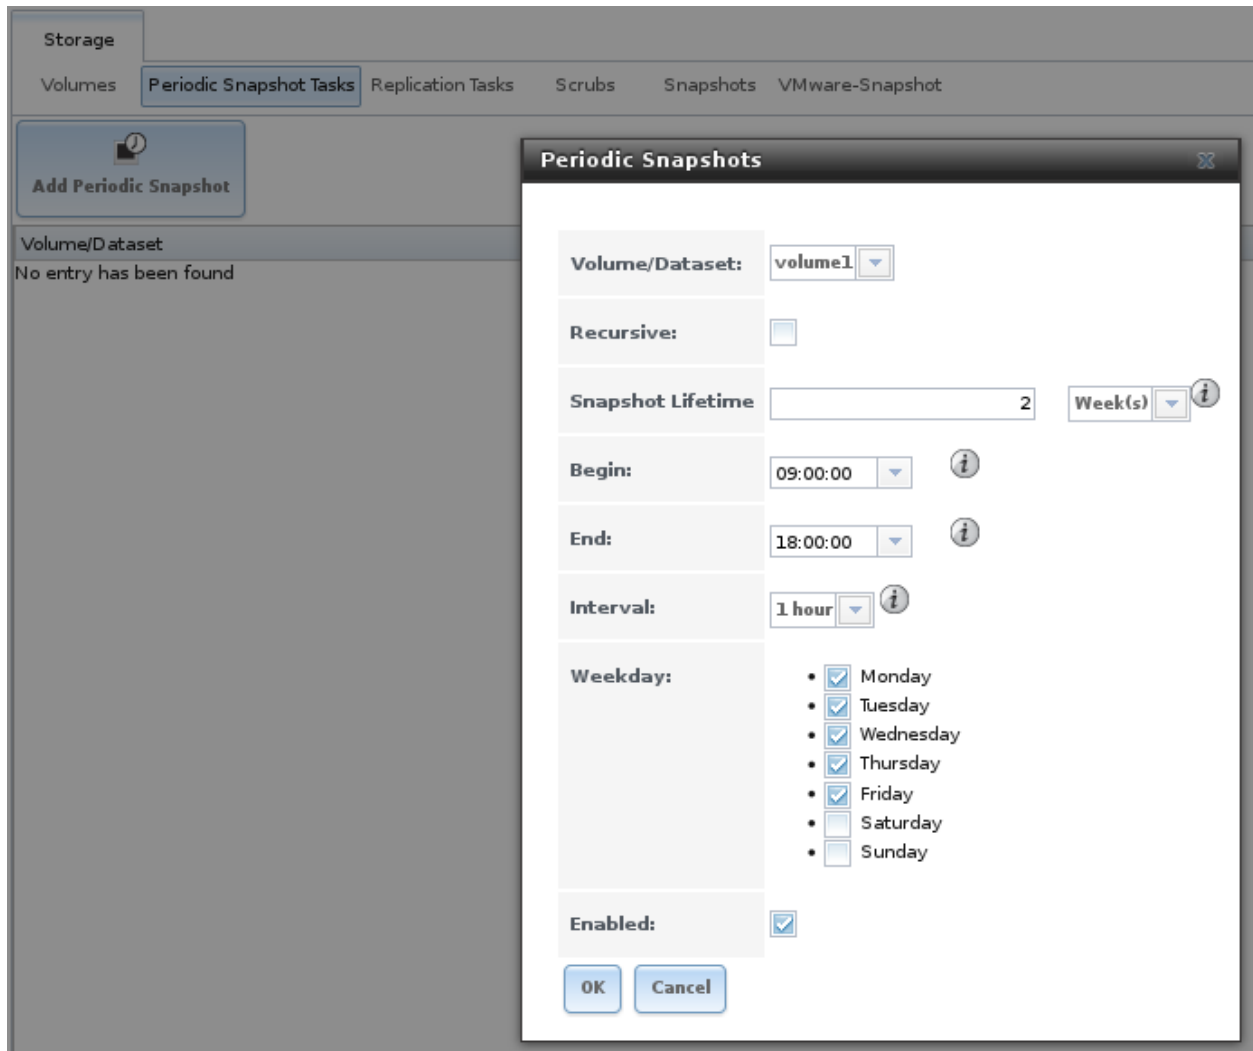 Storage
Volumes Periodic Snapshot Tasks Replication Tasks Scrubs Snapshots VMware-Snapshot
Add Periodic Snapshot
Volume/Dataset
No entry has been found
Periodic Snapshots
Volume/Dataset: volume1
Recursive:
Snapshot Lifetime 2 Week(s) i
Begin: 09:00:00 i
End: 18:00:00 i
Interval: 1 hour i
Weekday: • Monday
• Tuesday
• Wednesday
• Thursday
• Friday
• Saturday
• Sunday
Enabled:
OK Cancel